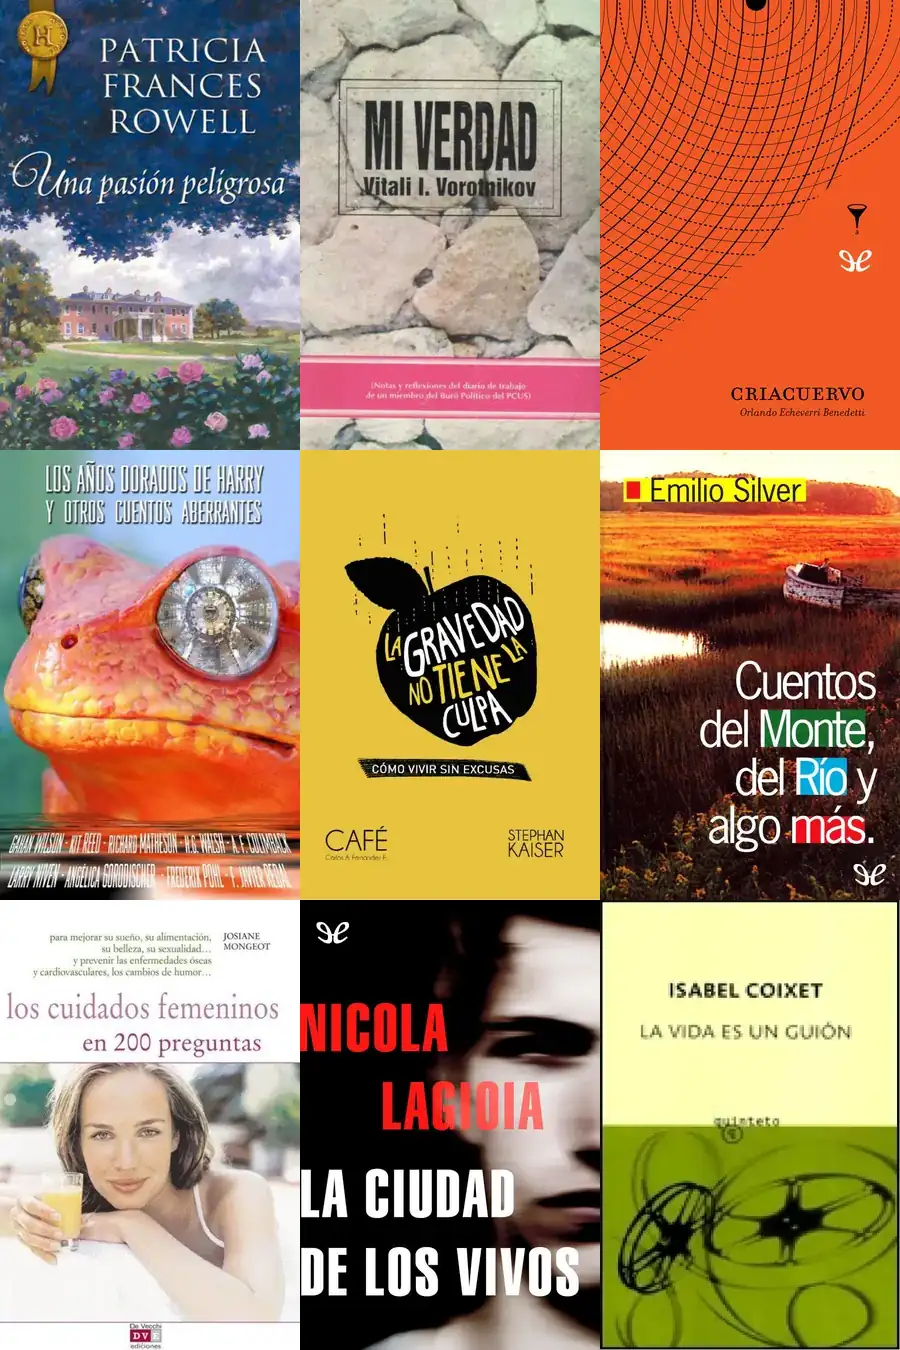 PATRICIA
FRANCES
ROWELL
Una pasión peligrosa
MI VERDAD
Vitali I. Vorotnikov
(Notas y reflexiones del diario de trabajo
de un miembro del Buró Político del PCUS)
CRIACUERVO
Orlando Echeverri Benedetti
LOS AÑOS DORADOS DE HARRY
Y OTROS CUENTOS ABERRANTES
GAHAN WILSON · KIT REED · RICHARD MATHESON · H.G. WALSH · A. F. COLIMBACK
LARRY NIVEN · ANGÉLICA GORODISCHER · FREDERIK POHL · F. JAVIER REDAL
LA
GRAVEDAD
NO TIENE LA
CULPA
CÓMO VIVIR SIN EXCUSAS
CAFÉ
Carlos A. Fernández F.
STEPHAN
KAISER
Emilio Silver
Cuentos
del Monte,
del Río y
algo más.
para mejorar su sueño, su alimentación,
su belleza, su sexualidad...
y prevenir las enfermedades óseas
y cardiovasculares, los cambios de humor...
JOSIANE
MONGEOT
los cuidados femeninos
en 200 preguntas
De Vecchi
DVE
ediciones
NICOLA
LAGIOIA
LA CIUDAD
DE LOS VIVOS
ISABEL COIXET
LA VIDA ES UN GUIÓN
quinteto